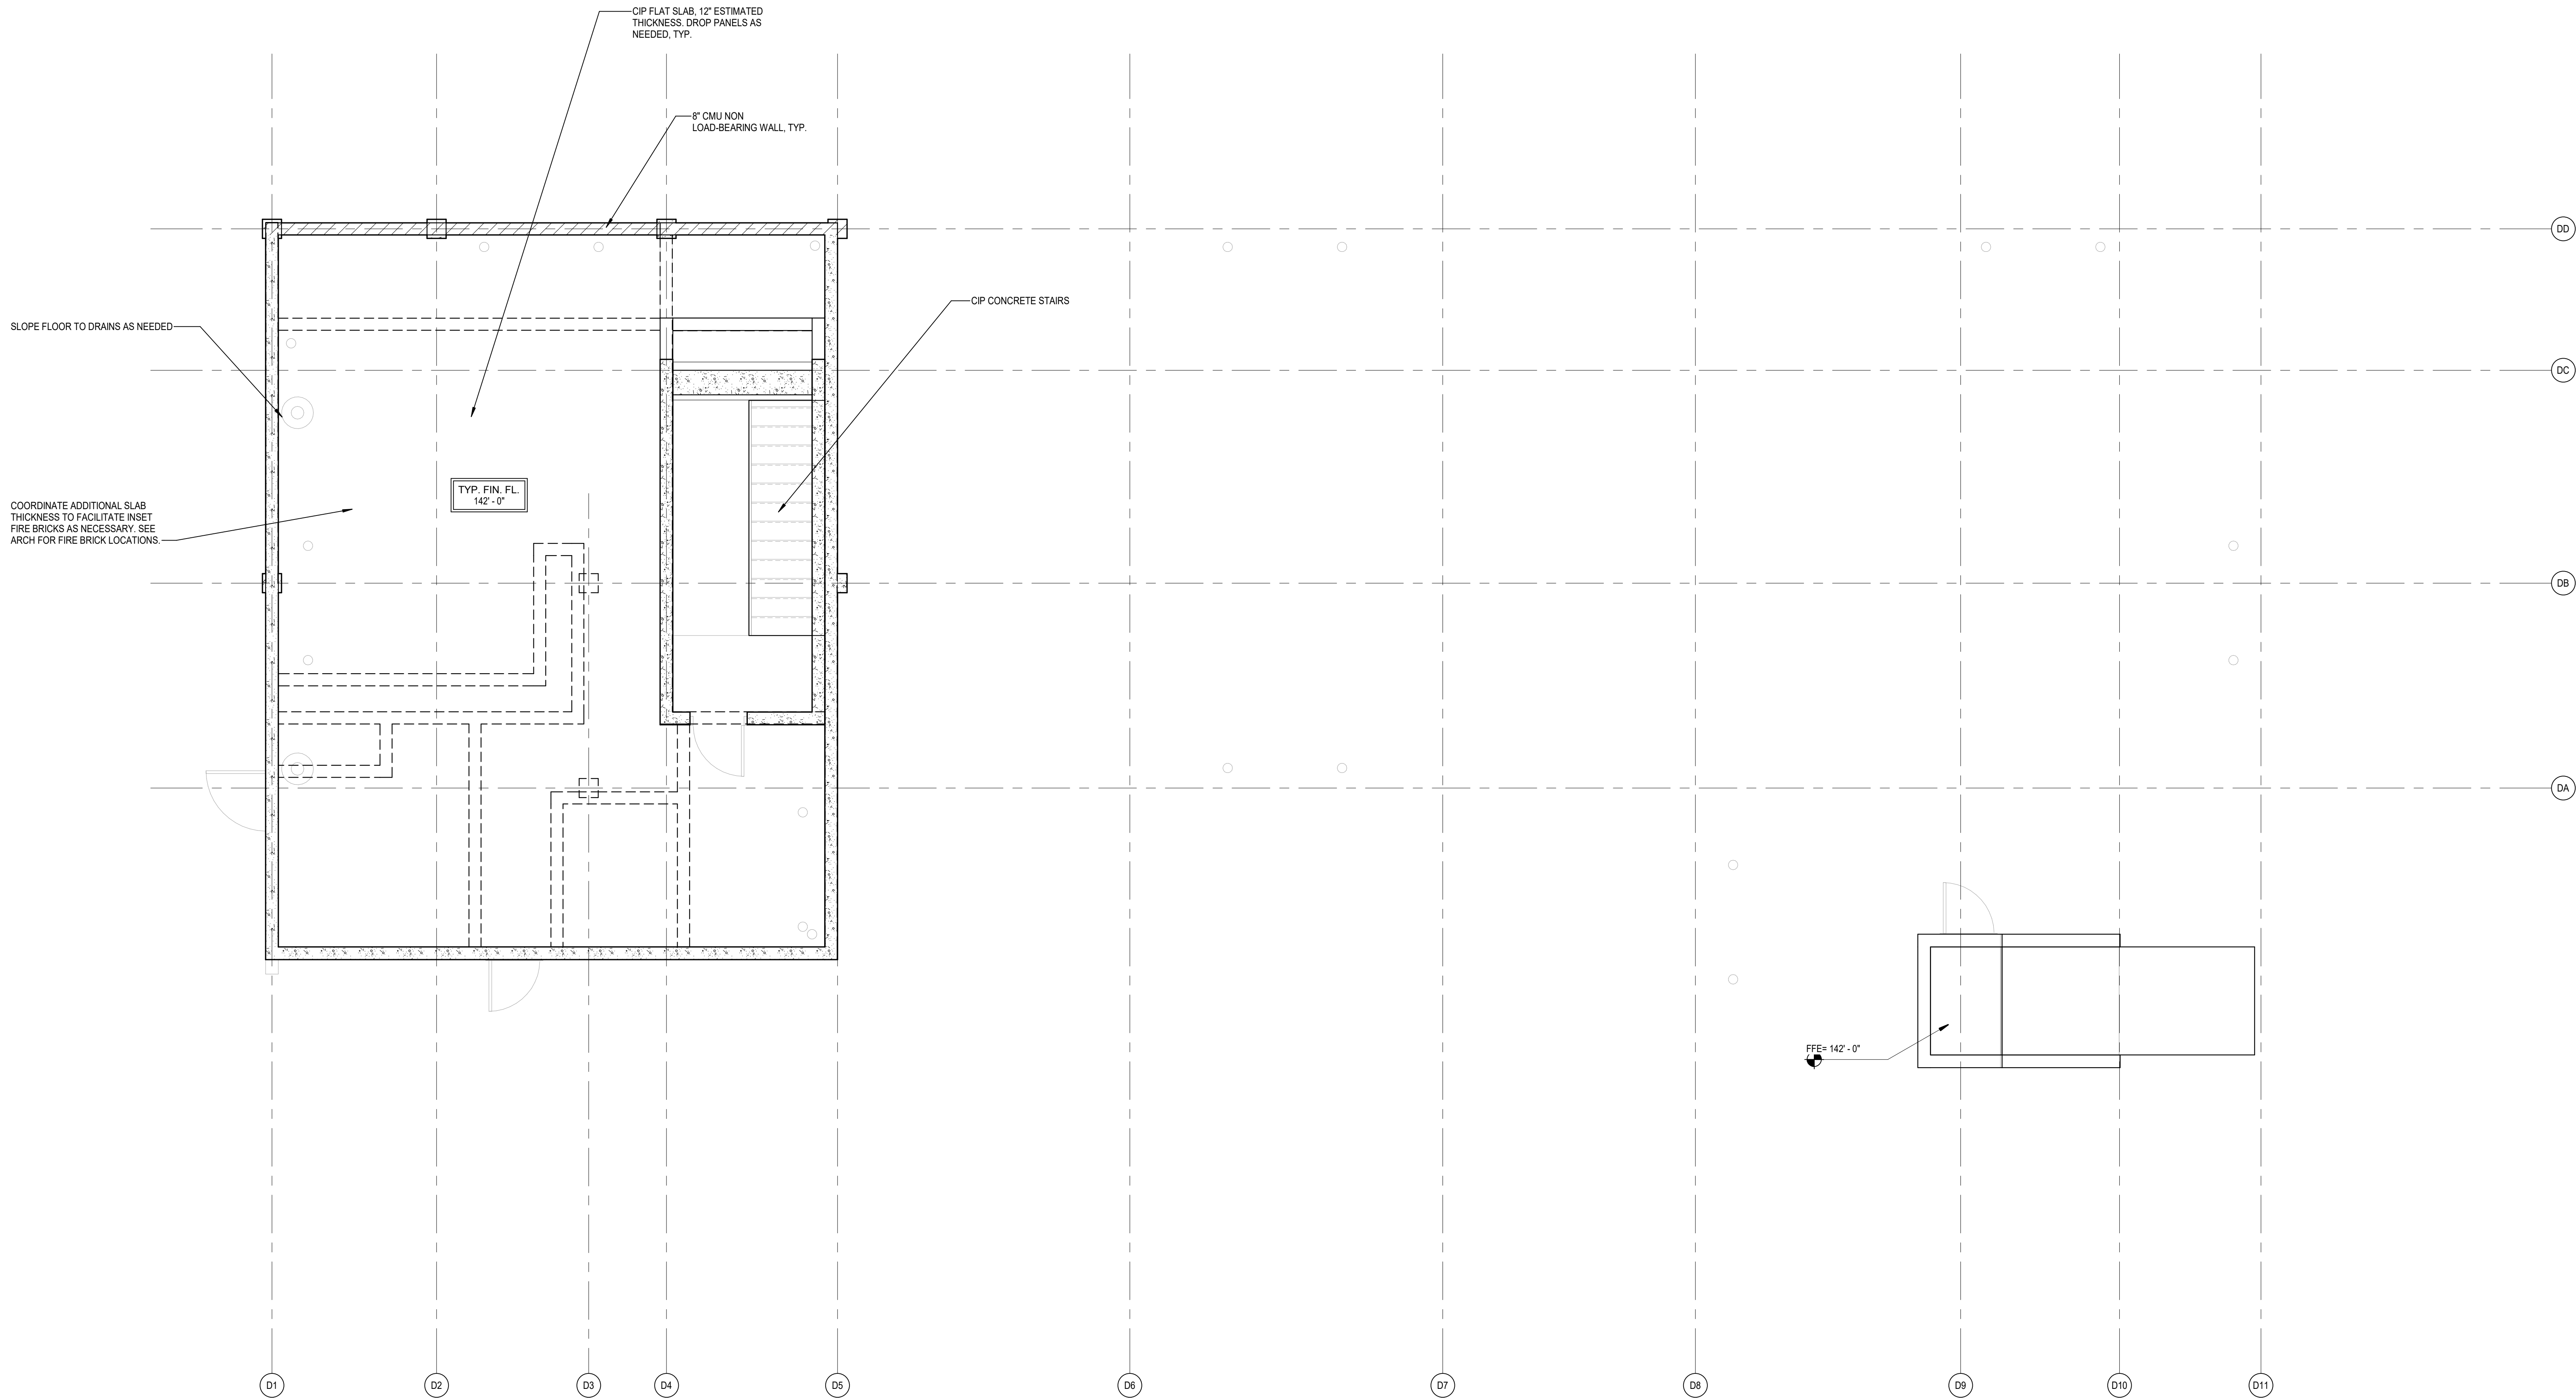 CIP FLAT SLAB, 12" ESTIMATED
THICKNESS. DROP PANELS AS
NEEDED, TYP.
8" CMU NON
LOAD-BEARING WALL, TYP.
DD
CIP CONCRETE STAIRS
SLOPE FLOOR TO DRAINS AS NEEDED
DC
TYP. FIN. FL.
142' - 0"
COORDINATE ADDITIONAL SLAB
THICKNESS TO FACILITATE INSET
FIRE BRICKS AS NECESSARY. SEE
ARCH FOR FIRE BRICK LOCATIONS.
DB
DA
FFE= 142' - 0"
D1
D2
D3
D4
D5
D6
D7
D8
D9
D10
D11